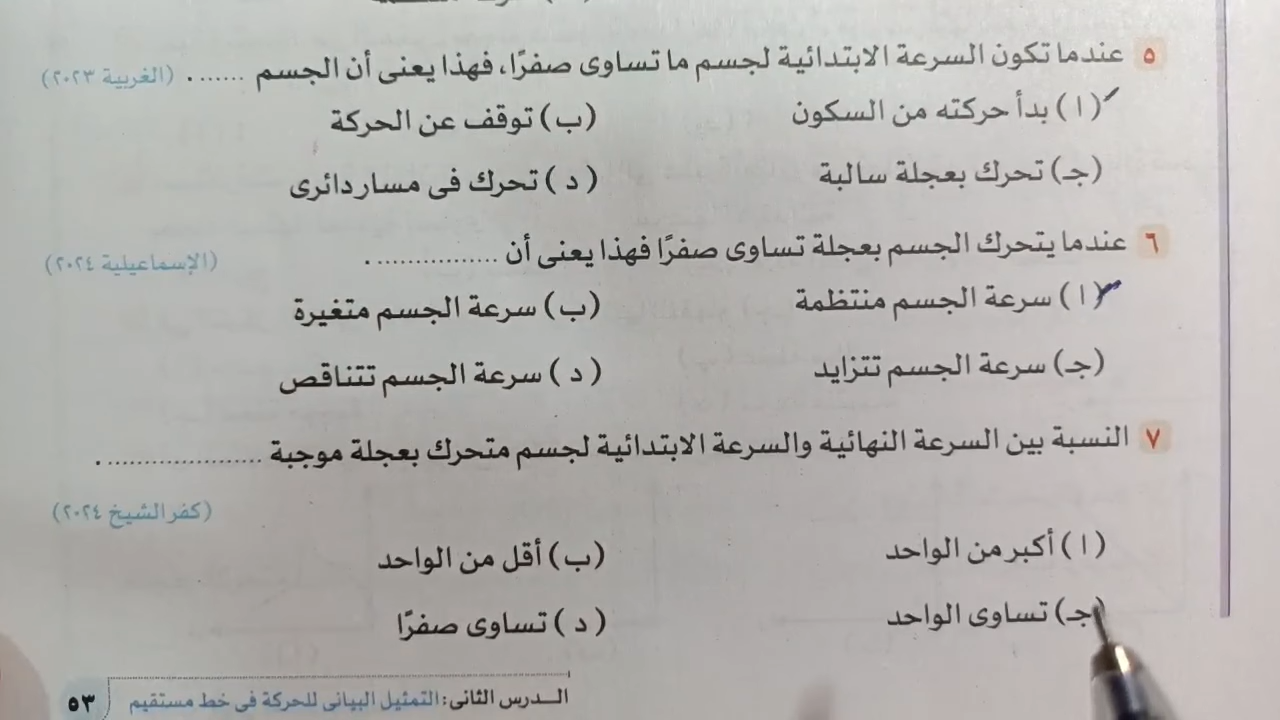 ٥ عندما تكون السرعة الابتدائية لجسم ما تساوى صفرًا، فهذا يعنى أن الجسم ....... . (الغربية ٢٠٢٣)
(ا) بدأ حركته من السكون (ب) توقف عن الحركة
(جـ) تحرك بعجلة سالبة (د) تحرك فى مسار دائرى
٦ عندما يتحرك الجسم بعجلة تساوى صفرًا فهذا يعنى أن ................. . (الإسماعيلية ٢٠٢٤)
(ا) سرعة الجسم منتظمة (ب) سرعة الجسم متغيرة
(جـ) سرعة الجسم تتزايد (د) سرعة الجسم تتناقص
٧ النسبة بين السرعة النهائية والسرعة الابتدائية لجسم متحرك بعجلة موجبة ..................... .
(كفر الشيخ ٢٠٢٤)
(ا) أكبر من الواحد (ب) أقل من الواحد
(جـ) تساوى الواحد (د) تساوى صفرًا
الـدرس الثانى: التمثيل البيانى للحركة فى خط مستقيم ٥٣